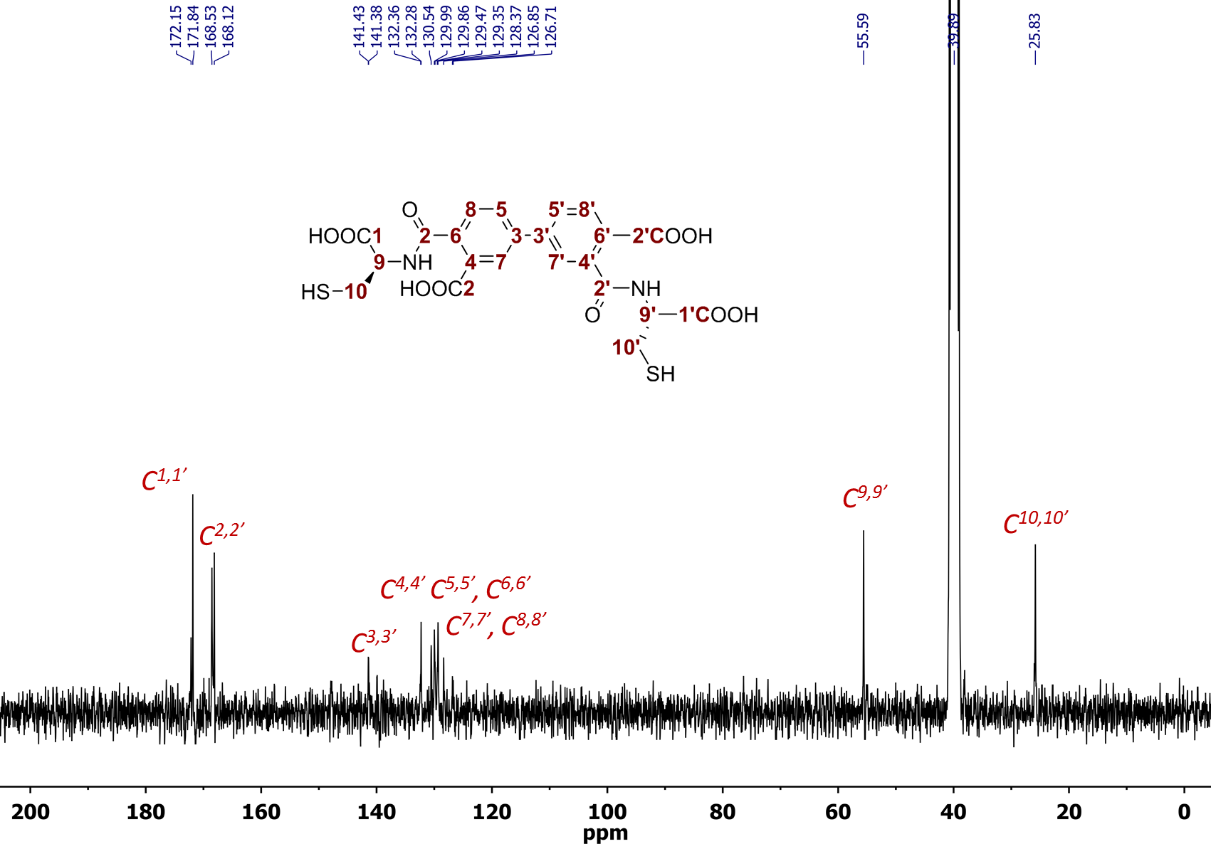 172.15
171.84
168.53
168.12
141.43
141.38
132.36
132.28
130.54
129.99
129.86
129.47
129.35
128.37
126.85
126.71
55.59
39.89
25.83
O 8 5 5' 8'
HOOC1 2 6 3 3' 6' 2'COOH
9 NH 4 7 7' 4'
HS 10 HOOC2 2' NH
O 9' 1'COOH
10'
SH
C1,1'
C9,9'
C10,10'
C2,2'
C4,4' C5,5', C6,6'
C7,7', C8,8'
C3,3'
200 180 160 140 120 100 80 60 40 20 0
ppm